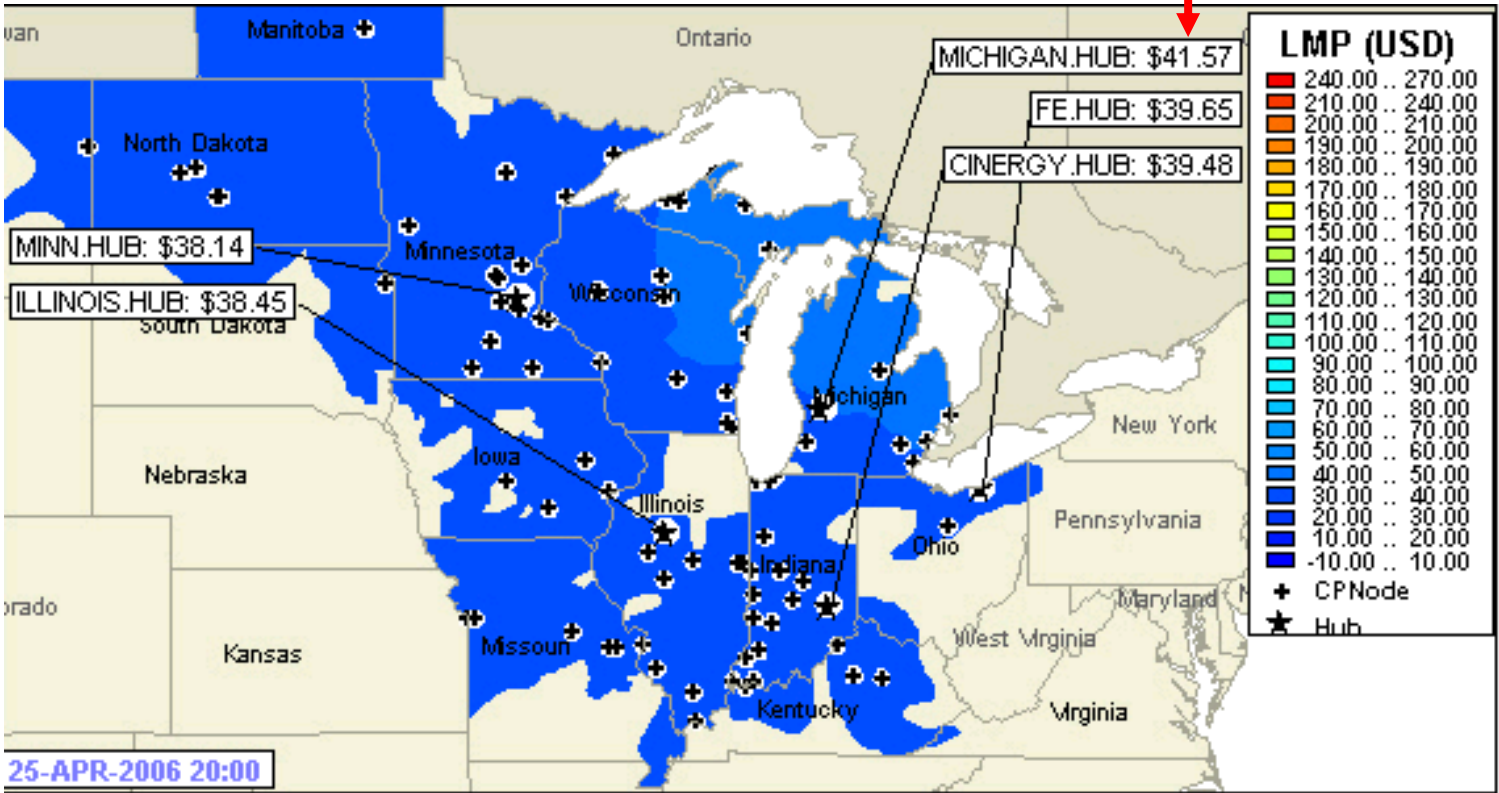 van
Manitoba
Ontario
MICHIGAN.HUB: $41.57
FE.HUB: $39.65
CINERGY.HUB: $39.48
North Dakota
MINN.HUB: $38.14
Minnesota
ILLINOIS.HUB: $38.45
Wisconsin
South Dakota
Michigan
New York
Nebraska
Iowa
Illinois
Pennsylvania
Ohio
Indiana
orado
Maryland
N
Kansas
Missouri
West Virginia
Kentucky
Virginia
25-APR-2006 20:00
LMP (USD)
240.00 .. 270.00
210.00 .. 240.00
200.00 .. 210.00
190.00 .. 200.00
180.00 .. 190.00
170.00 .. 180.00
160.00 .. 170.00
150.00 .. 160.00
140.00 .. 150.00
130.00 .. 140.00
120.00 .. 130.00
110.00 .. 120.00
100.00 .. 110.00
90.00 .. 100.00
80.00 .. 90.00
70.00 .. 80.00
60.00 .. 70.00
50.00 .. 60.00
40.00 .. 50.00
30.00 .. 40.00
20.00 .. 30.00
10.00 .. 20.00
-10.00 .. 10.00
CPNode
Hub